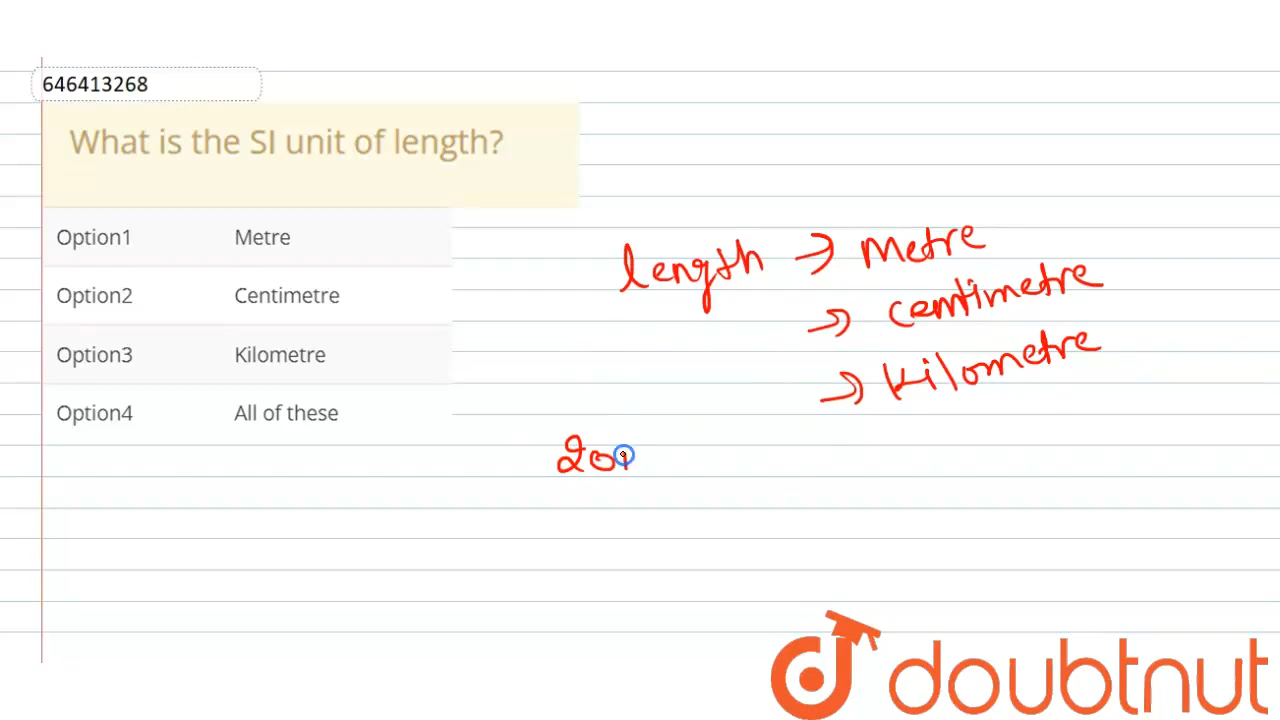 646413268
What is the SI unit of length?
Option1 Metre
Option2 Centimetre
Option3 Kilometre
Option4 All of these
length → Metre
→ centimetre
→ Kilometre
doubtnut